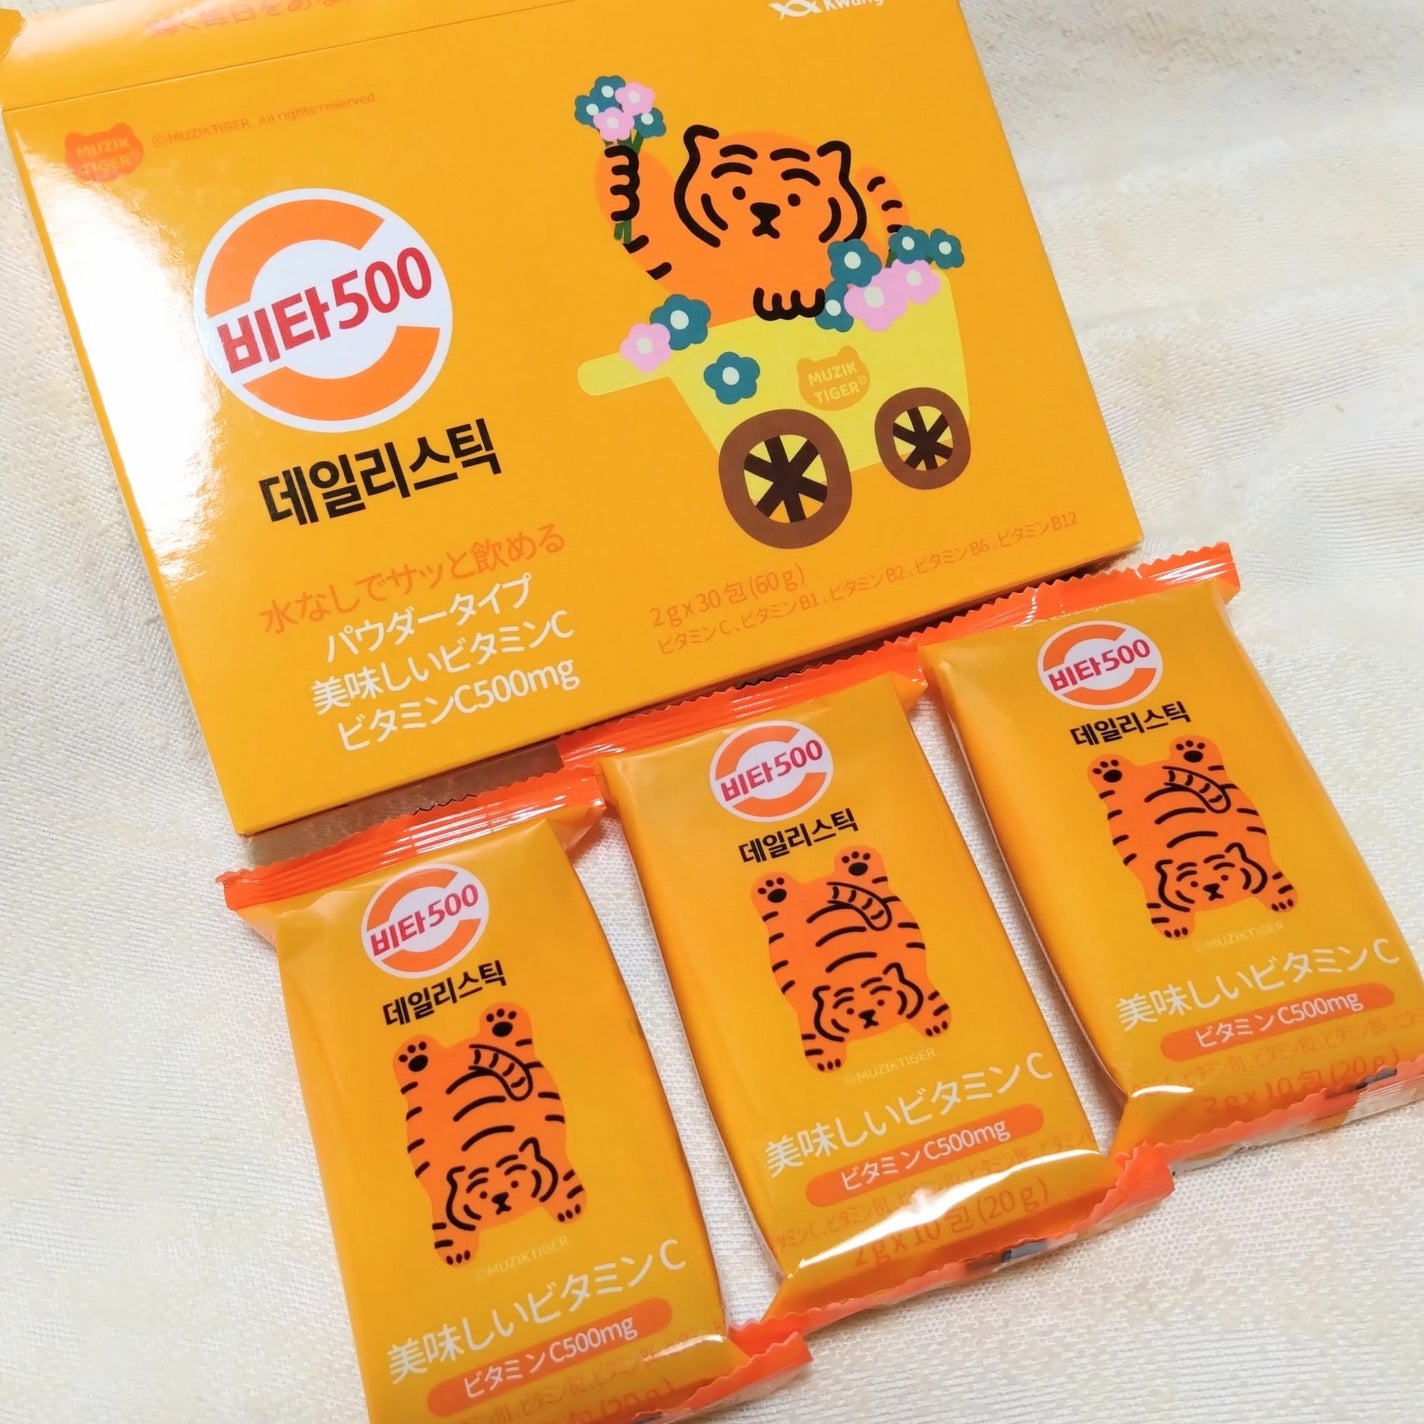 ©MUZIKTIGER. All rights reserved.
MUZIK
TIGER
비타500
데일리스틱
水なしでサッと飲める
パウダータイプ
美味しいビタミンC
ビタミンC500mg
MUZIK
TIGER©
2g x 30包 (60g)
ビタミンC、ビタミンB1、ビタミンB2、ビタミンB6、ビタミンB12
비타500
데일리스틱
©MUZIKTIGER
美味しいビタミンC
ビタミンC500mg
비타500
데일리스틱
©MUZIKTIGER
美味しいビタミンC
ビタミンC500mg
2g x 10包 (20g)
비타500
데일리스틱
©MUZIKTIGER
美味しいビタミンC
ビタミンC500mg
2g x 10包 (20g)